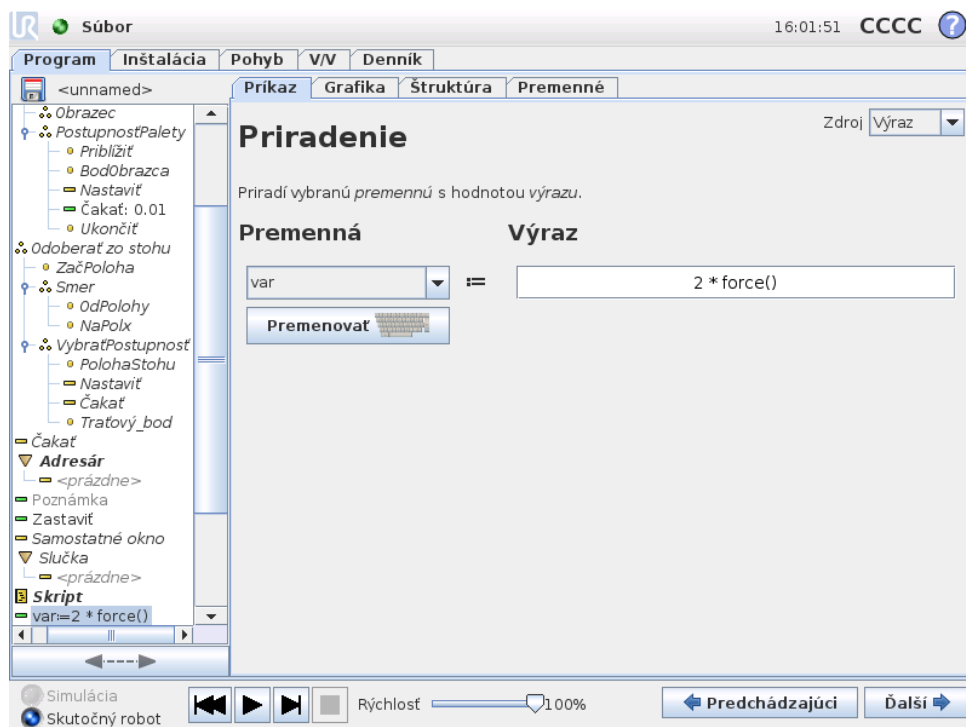 UR Súbor 16:01:51 CCCC ?
Program Inštalácia Pohyb V/V Denník
<unnamed>
Príkaz Grafika Štruktúra Premenné
Obrazec
PostupnosťPalety
Priblížiť
BodObrazca
Nastaviť
Čakať: 0.01
Ukončiť
Odoberať zo stohu
ZačPoloha
Smer
OdPolohy
NaPolx
VybraťPostupnosť
PolohaStohu
Nastaviť
Čakať
Traťový_bod
Čakať
Adresár
<prázdne>
Poznámka
Zastaviť
Samostatné okno
Slučka
<prázdne>
Skript
var:=2 * force()
Zdroj Výraz
Priradenie
Priradí vybranú premennú s hodnotou výrazu.
Premenná Výraz
var := 2 * force()
Premenovať
Simulácia
Skutočný robot
Rýchlosť 100%
Predchádzajúci Ďalší